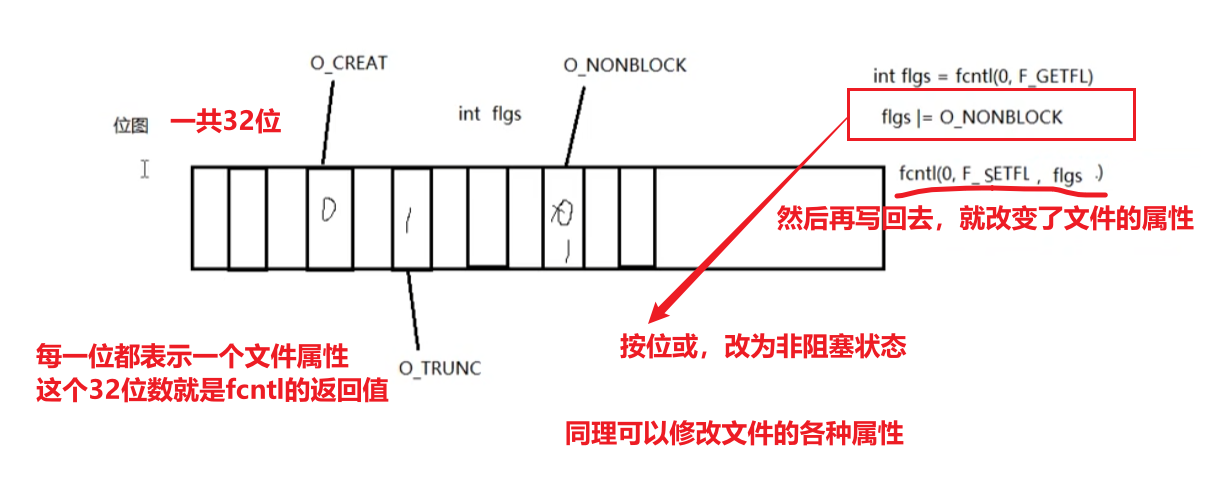 O_CREAT
O_NONBLOCK
int flgs = fcntl(0, F_GETFL)
位图
一共32位
int flgs
flgs |= O_NONBLOCK
fcntl(0, F_SETFL , flgs )
0
1
0
1
然后再写回去，就改变了文件的属性
每一位都表示一个文件属性
这个32位数就是fcntl的返回值
O_TRUNC
按位或，改为非阻塞状态
同理可以修改文件的各种属性